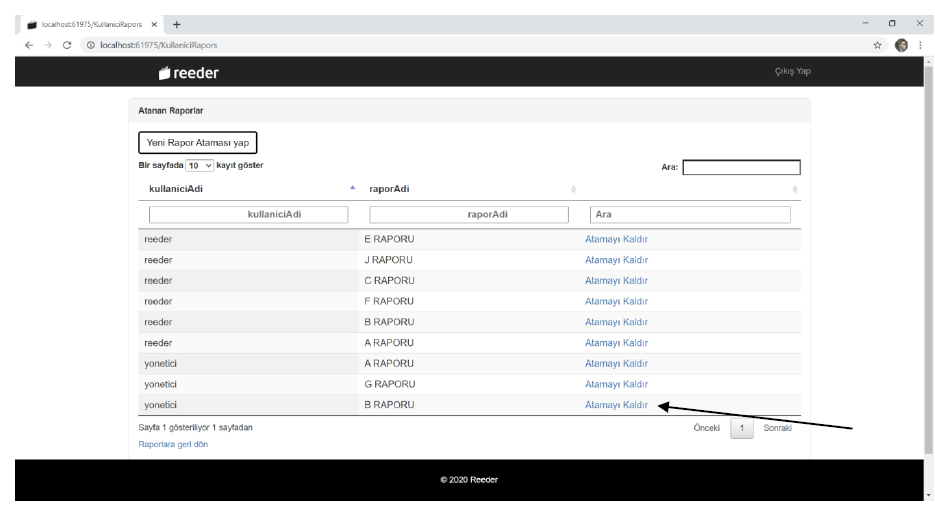 localhost:61975/KullaniciRapors
localhost:61975/KullaniciRapors
reeder Çıkış Yap
Atanan Raporlar
Yeni Rapor Ataması yap
Bir sayfada 10 kayıt göster Ara:
kullaniciAdi raporAdi
kullaniciAdi raporAdi Ara
reeder E RAPORU Atamayı Kaldır
reeder J RAPORU Atamayı Kaldır
reeder C RAPORU Atamayı Kaldır
reeder F RAPORU Atamayı Kaldır
reeder B RAPORU Atamayı Kaldır
reeder A RAPORU Atamayı Kaldır
yonetici A RAPORU Atamayı Kaldır
yonetici G RAPORU Atamayı Kaldır
yonetici B RAPORU Atamayı Kaldır
Sayfa 1 gösteriliyor 1 sayfadan Önceki 1 Sonraki
Raporlara geri dön
© 2020 Reeder